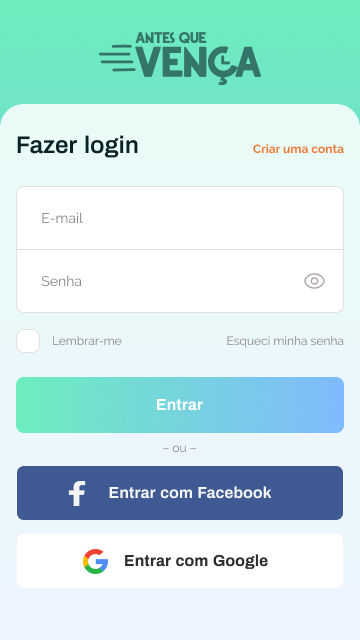 ANTES QUE
VENÇA
Fazer login
Criar uma conta
E-mail
Senha
Lembrar-me
Esqueci minha senha
Entrar
– ou –
Entrar com Facebook
Entrar com Google